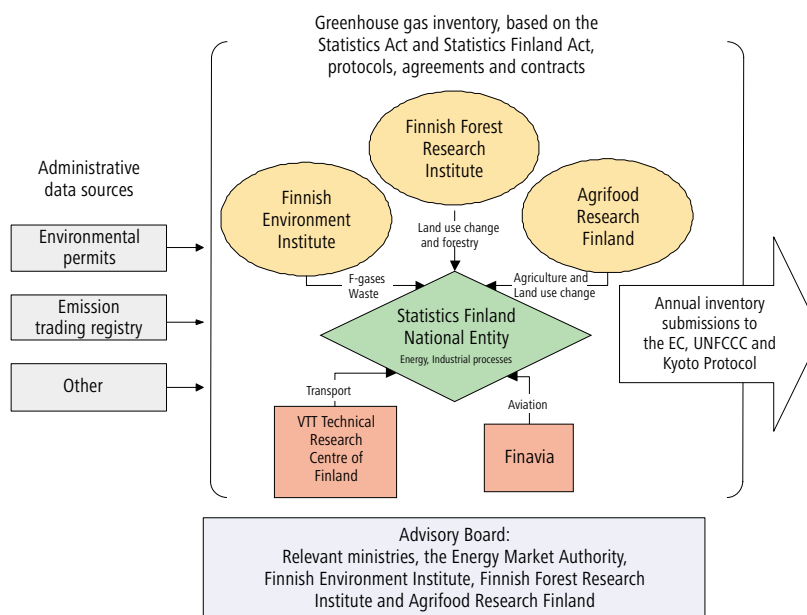 Greenhouse gas inventory, based on the
Statistics Act and Statistics Finland Act,
protocols, agreements and contracts
Administrative
data sources
Environmental
permits
Emission
trading registry
Other
Finnish Forest
Research
Institute
Finnish
Environment
Institute
Agrifood
Research
Finland
Land use change
and forestry
F-gases
Waste
Agriculture and
Land use change
Statistics Finland
National Entity
Energy, Industrial processes
Transport
Aviation
VTT Technical
Research
Centre of
Finland
Finavia
Annual inventory
submissions to
the EC, UNFCCC and
Kyoto Protocol
Advisory Board:
Relevant ministries, the Energy Market Authority,
Finnish Environment Institute, Finnish Forest Research
Institute and Agrifood Research Finland